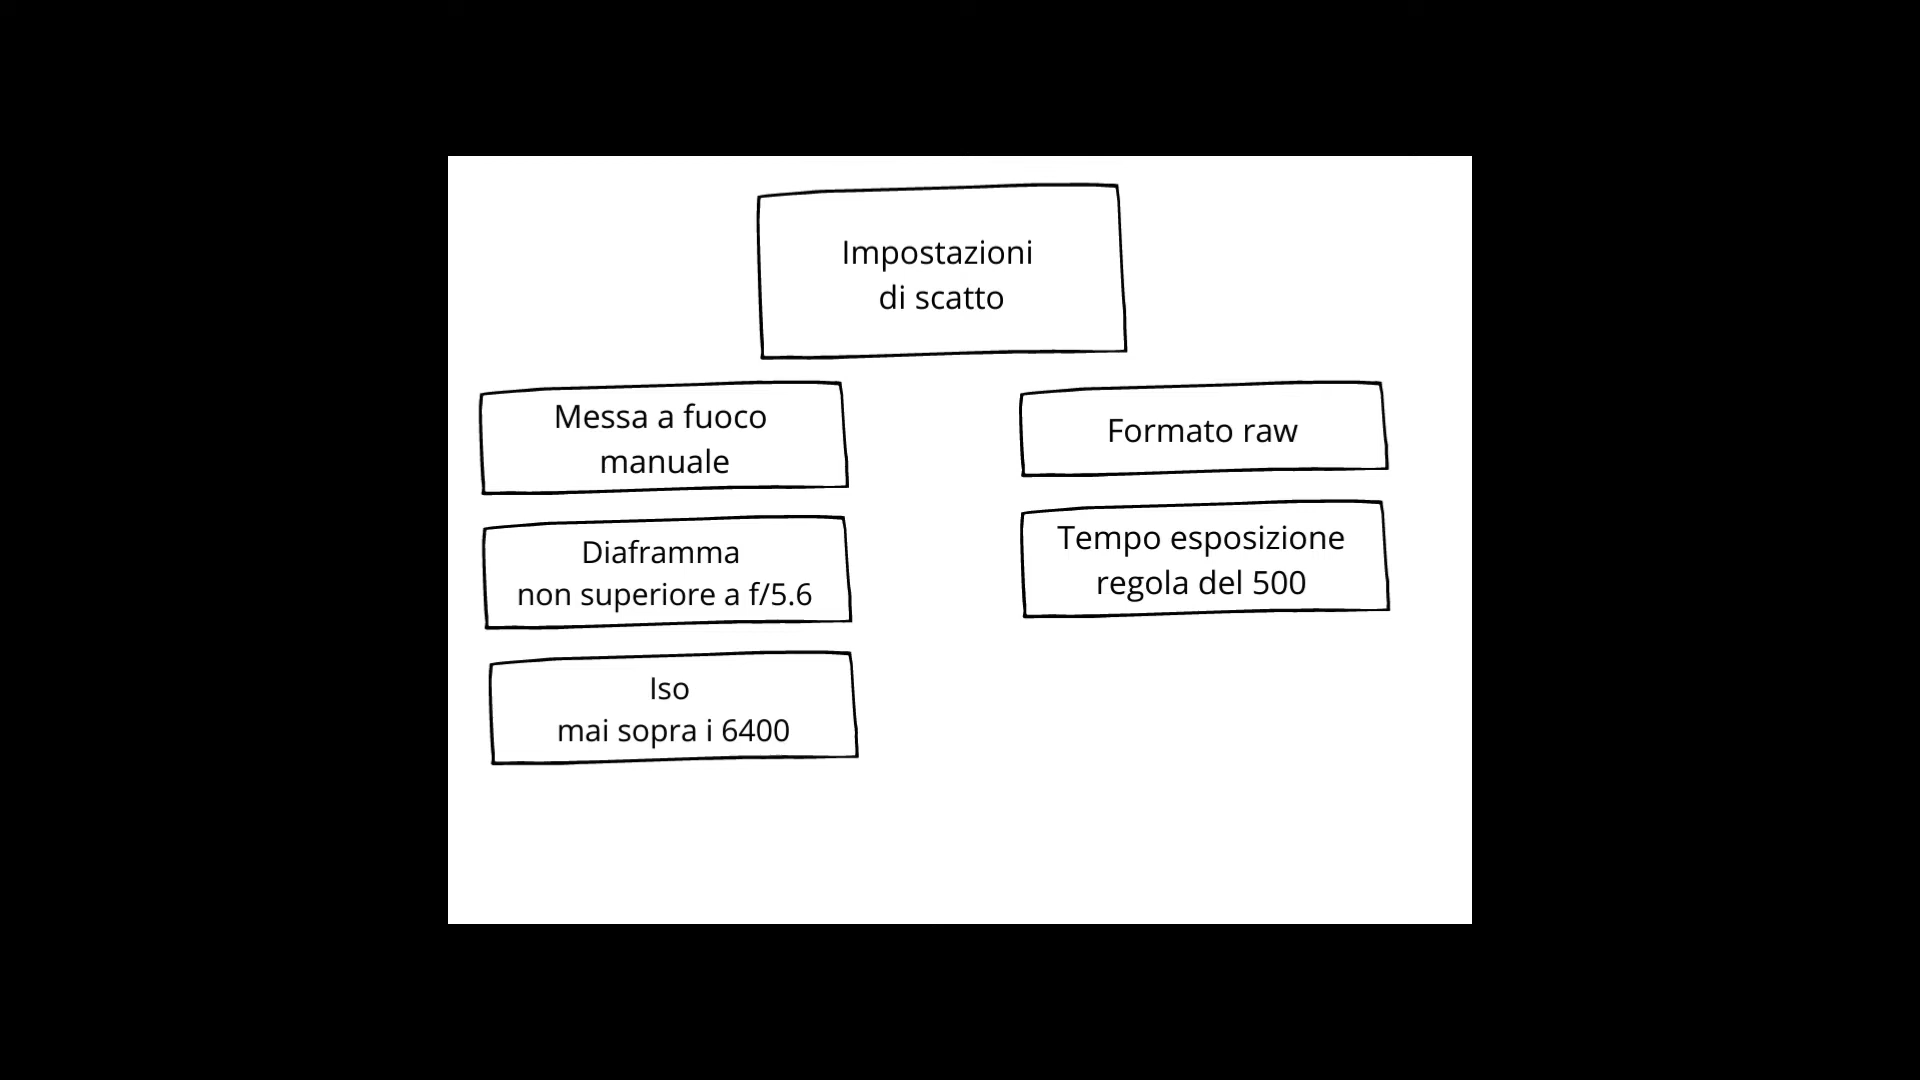 Impostazioni
di scatto
Messa a fuoco
manuale
Diaframma
non superiore a f/5.6
Iso
mai sopra i 6400
Formato raw
Tempo esposizione
regola del 500